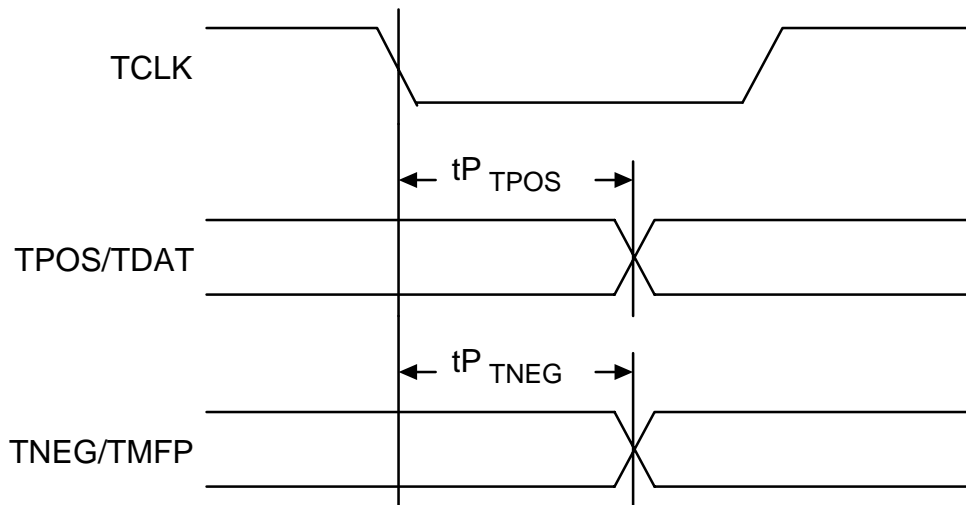 TCLK
tP TPOS
TPOS/TDAT
tP TNEG
TNEG/TMFP